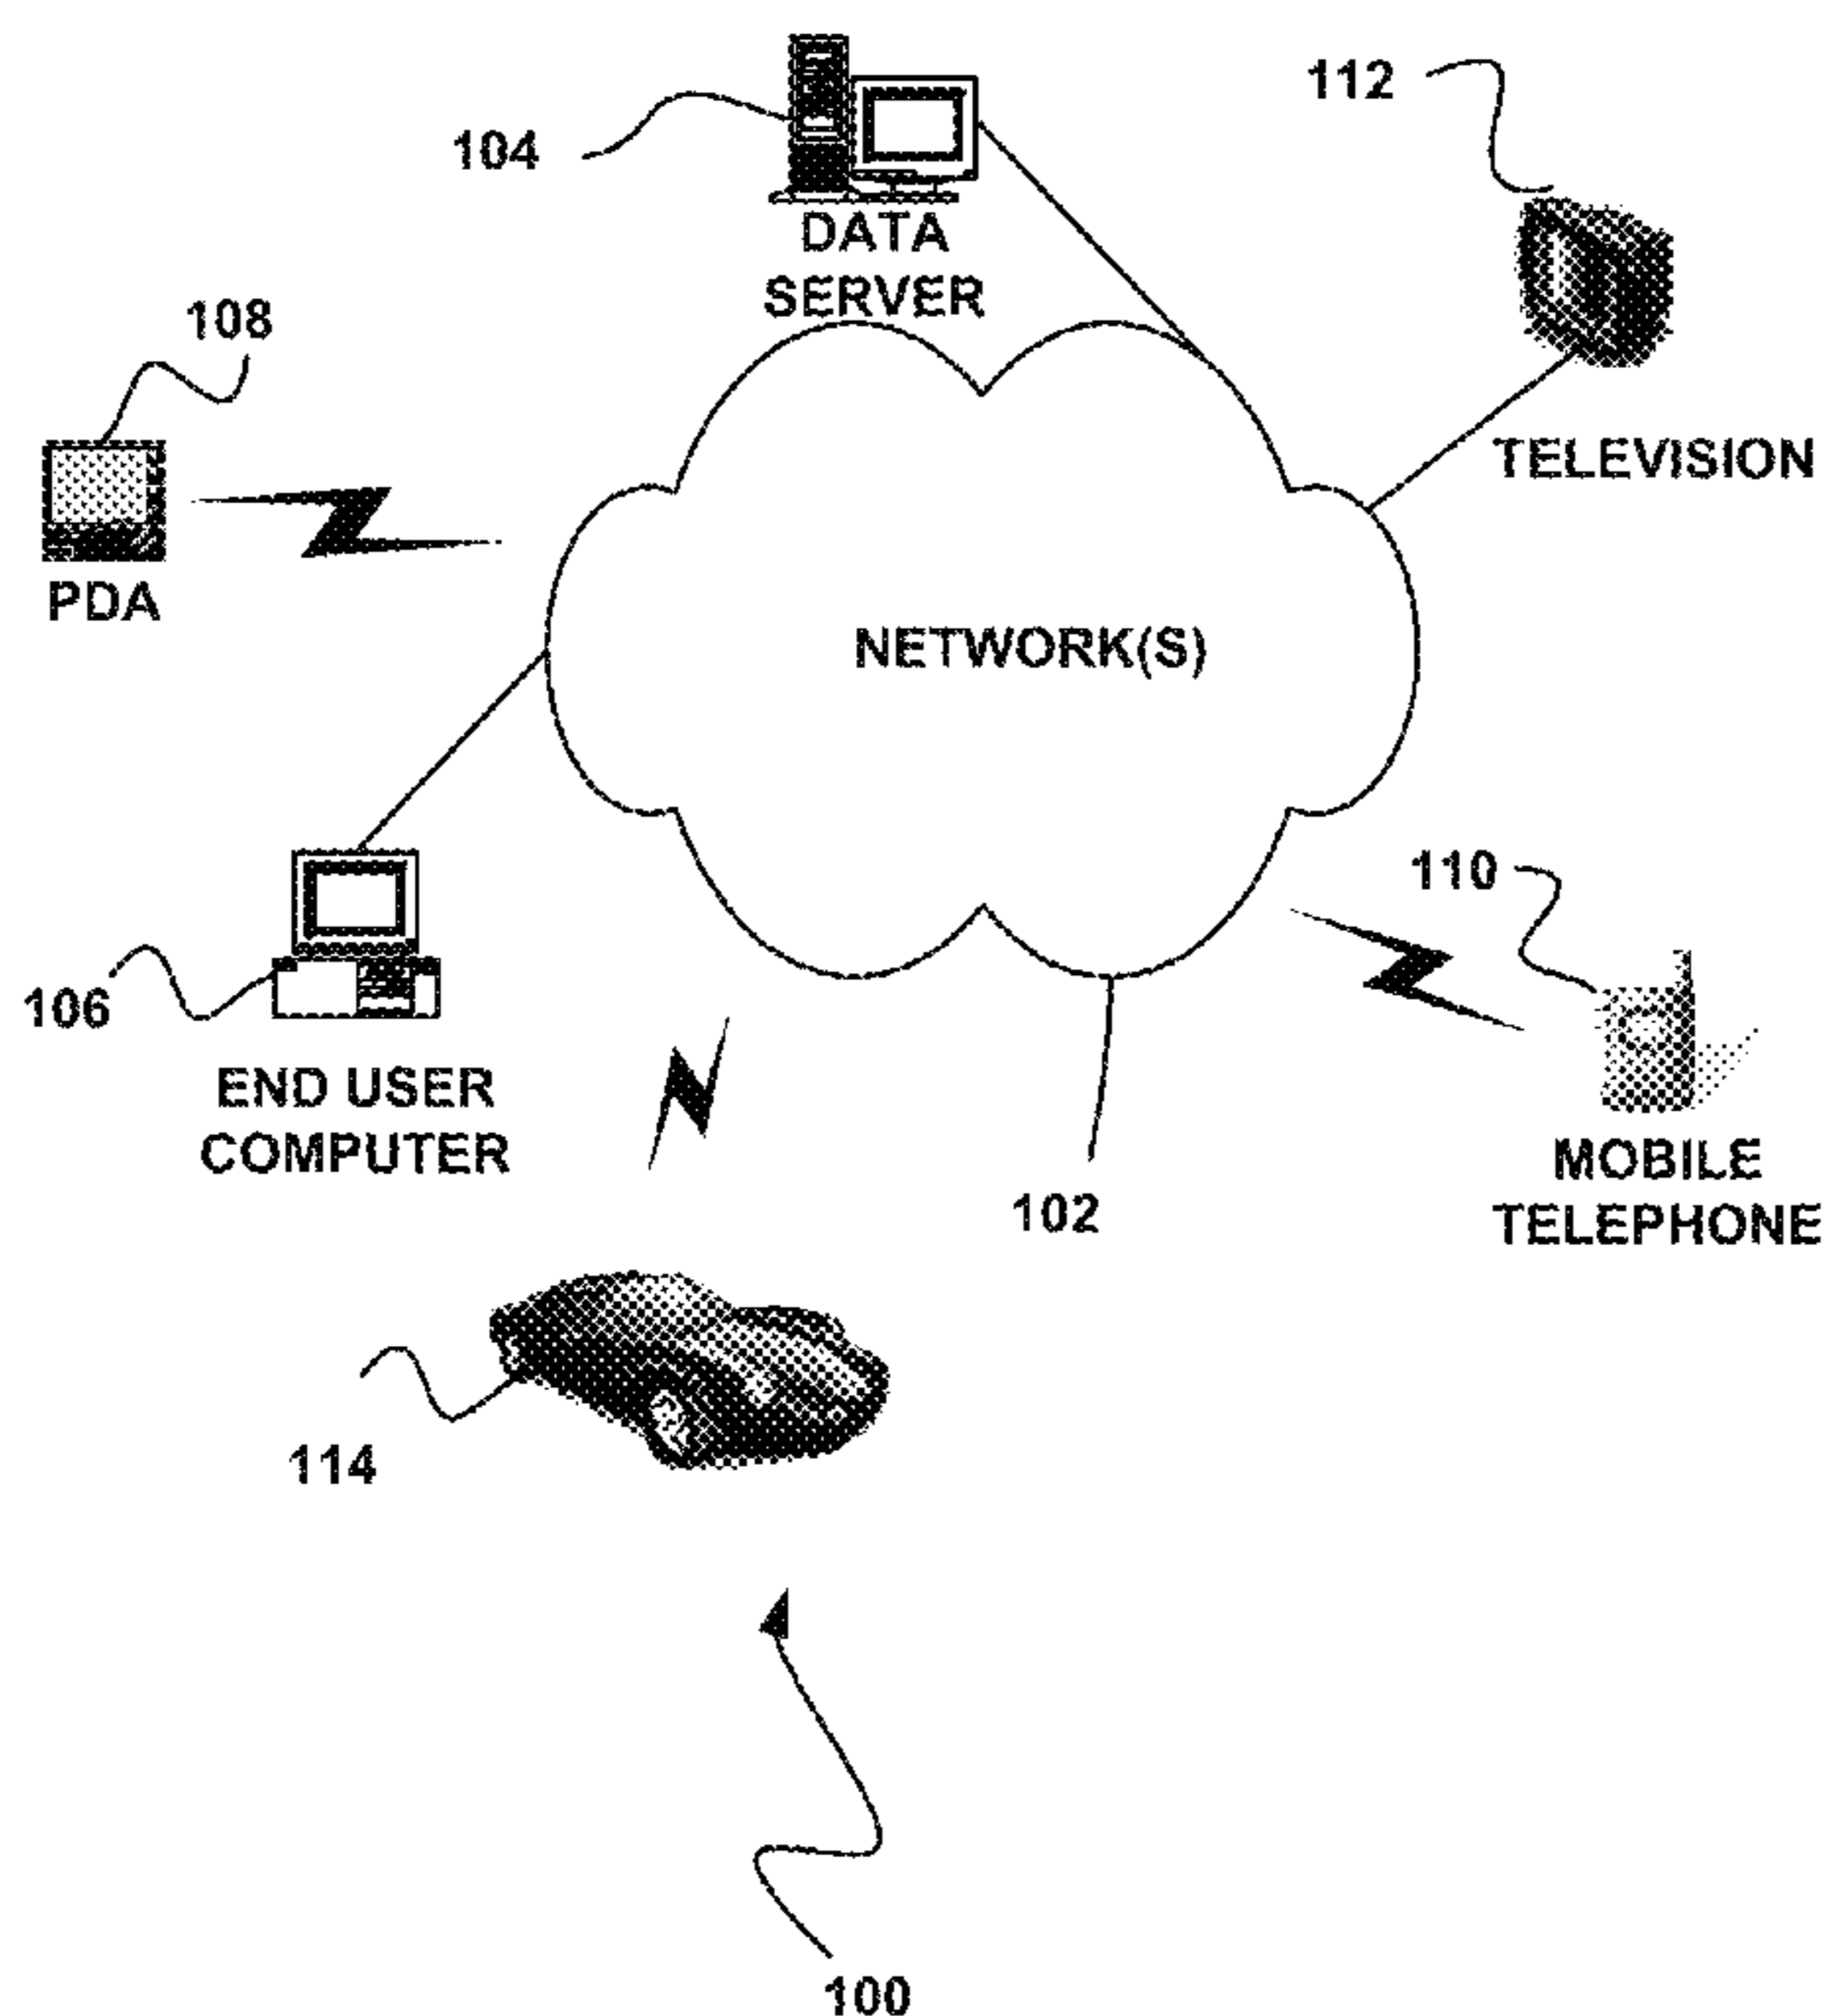 112
104
DATA
SERVER
108
TELEVISION
PDA
NETWORK(S)
110
106
END USER
COMPUTER
MOBILE
TELEPHONE
102
114
100